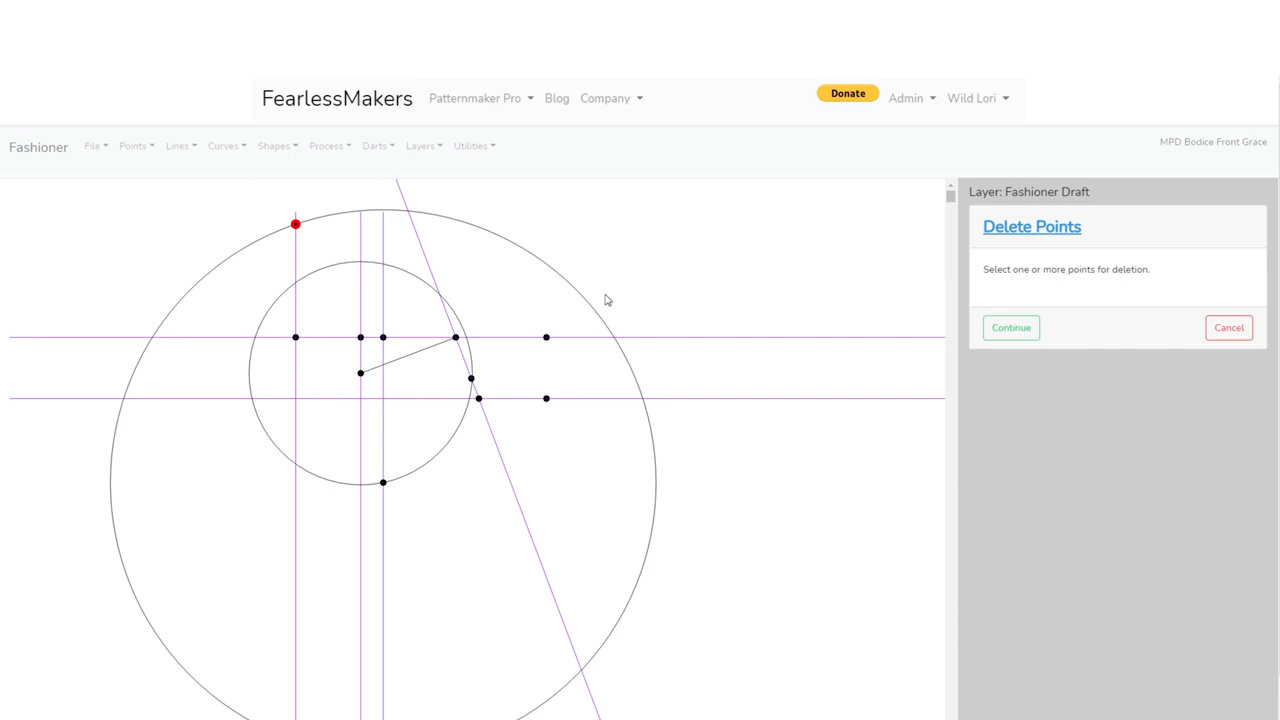 FearlessMakers Patternmaker Pro Blog Company Donate Admin Wild Lori
Fashioner File Points Lines Curves Shapes Process Darts Layers Utilities MPD Bodice Front Grace
Layer: Fashioner Draft
Delete Points
Select one or more points for deletion.
Continue Cancel